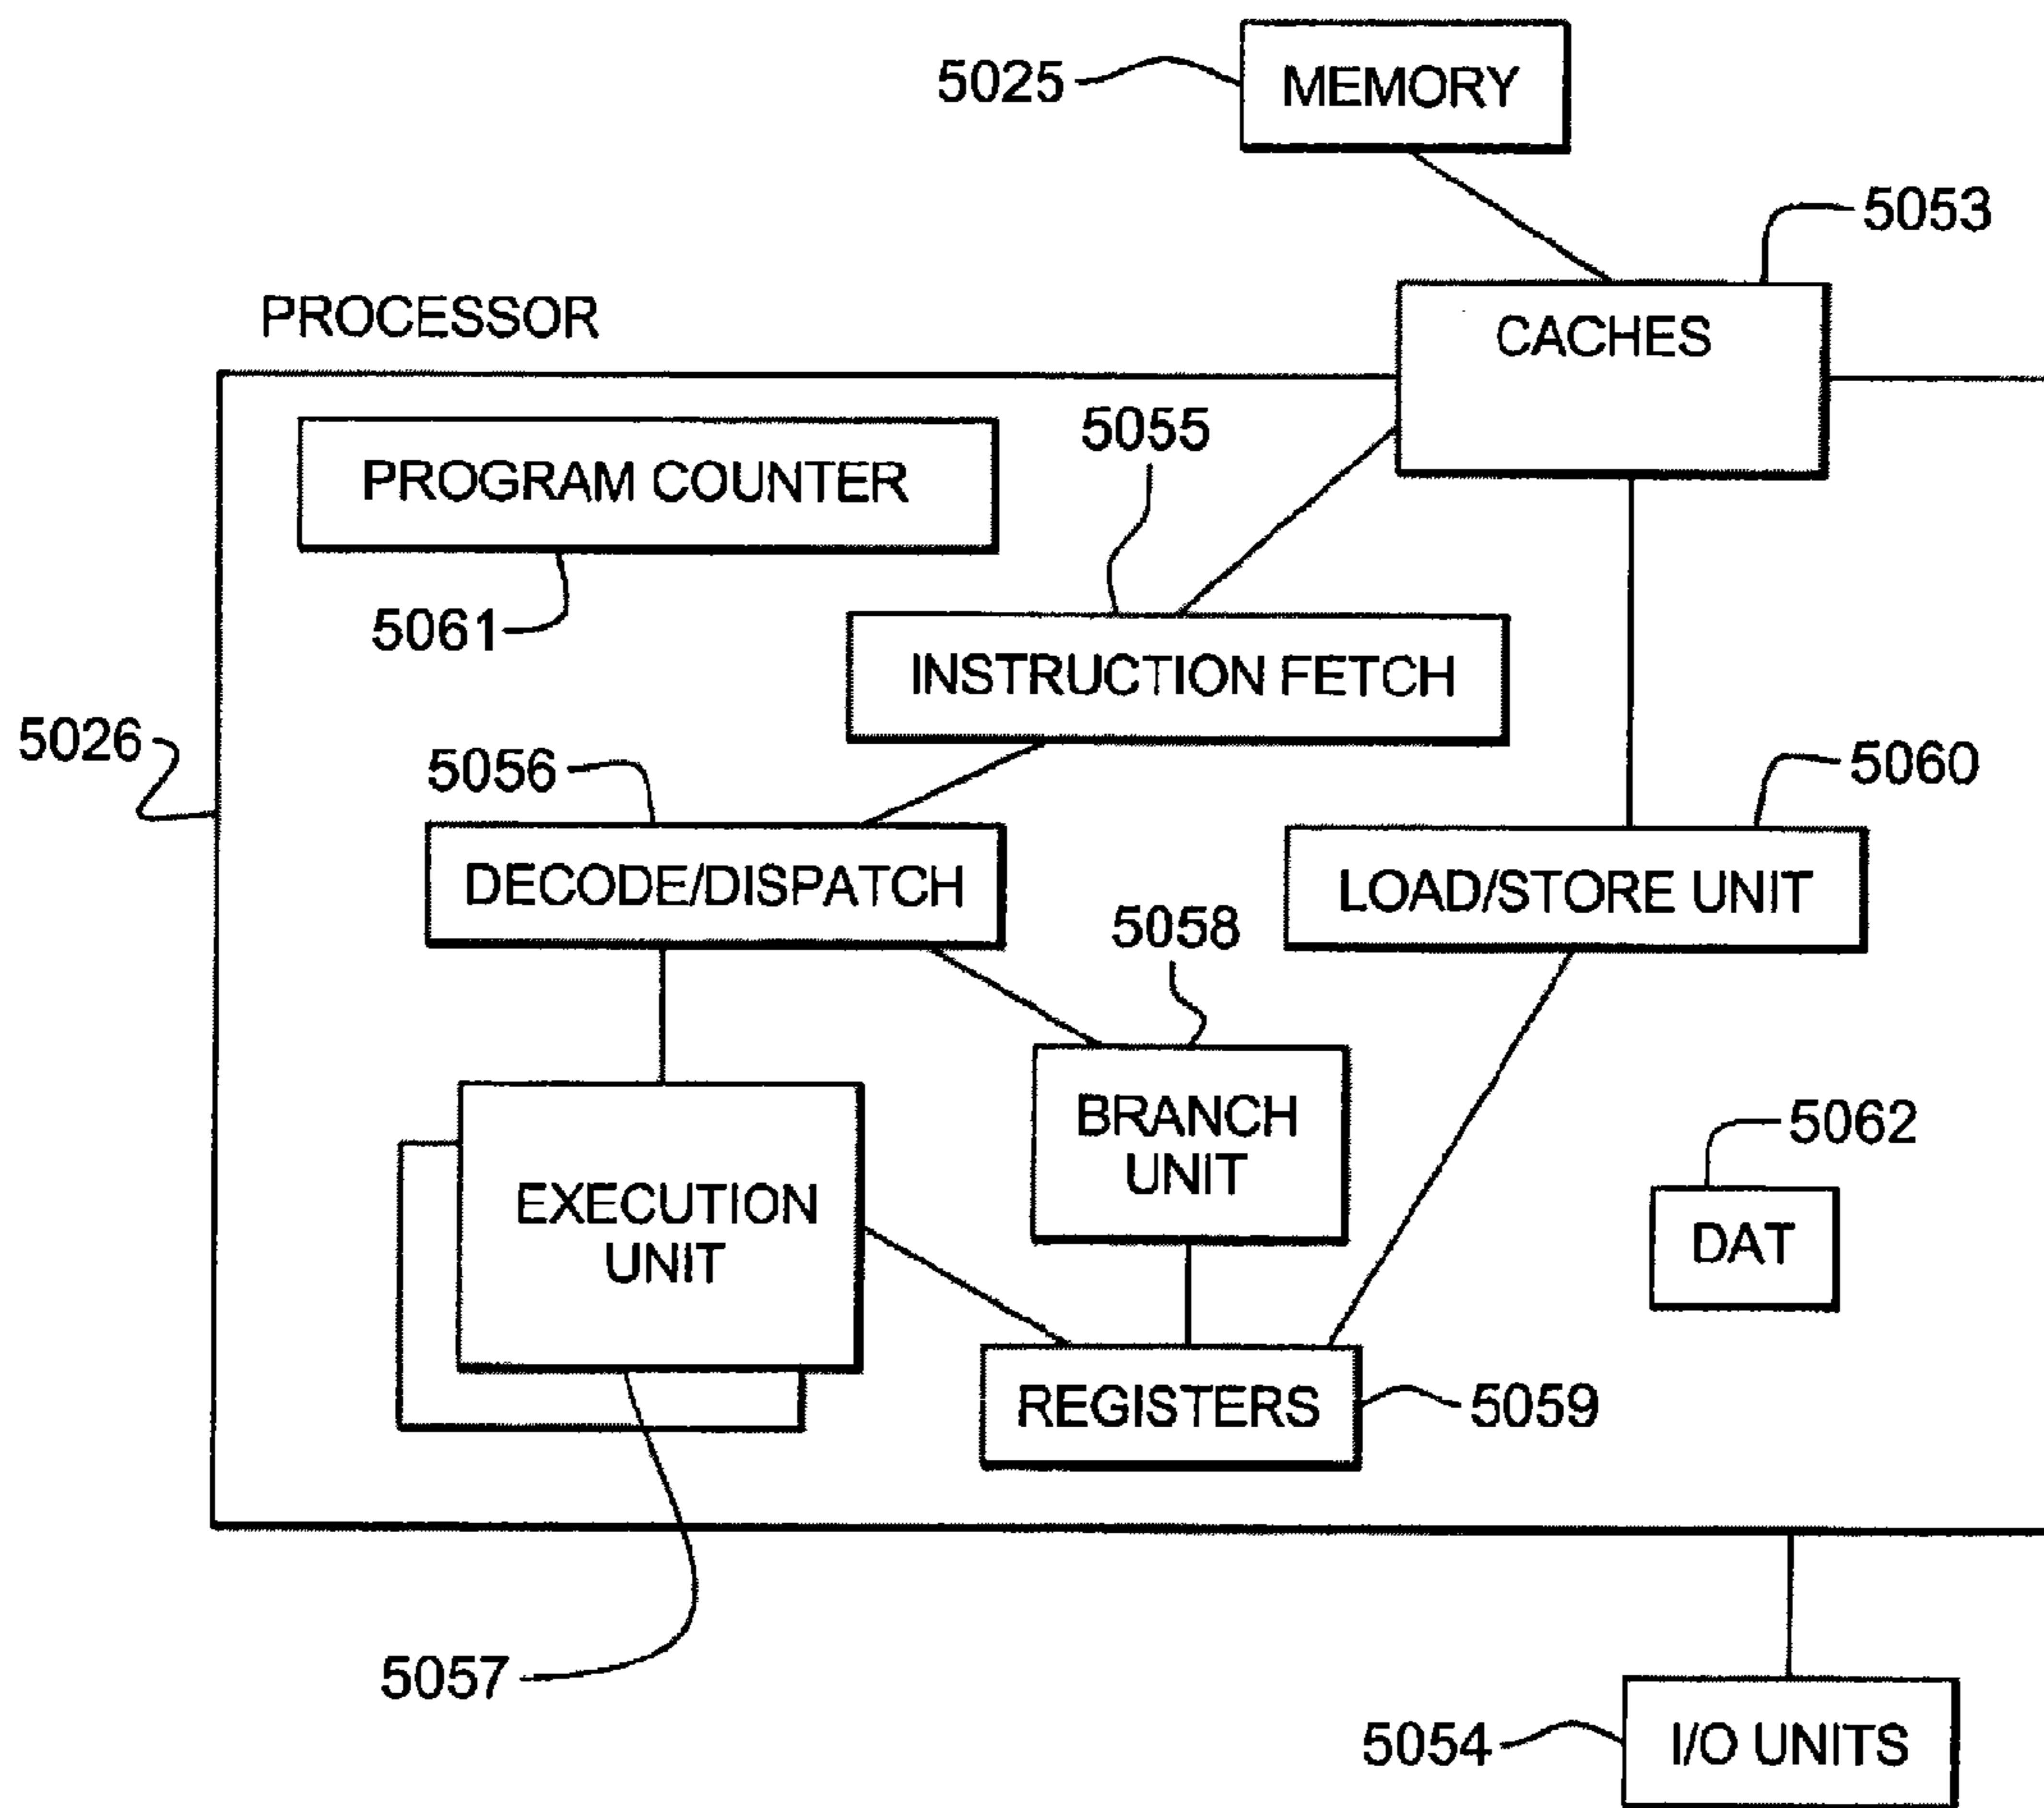 5025
MEMORY
5053
PROCESSOR
CACHES
5055
PROGRAM COUNTER
5061
INSTRUCTION FETCH
5026
5056
5060
DECODE/DISPATCH
LOAD/STORE UNIT
5058
BRANCH
UNIT
5062
EXECUTION
UNIT
DAT
REGISTERS
5059
5057
5054
I/O UNITS